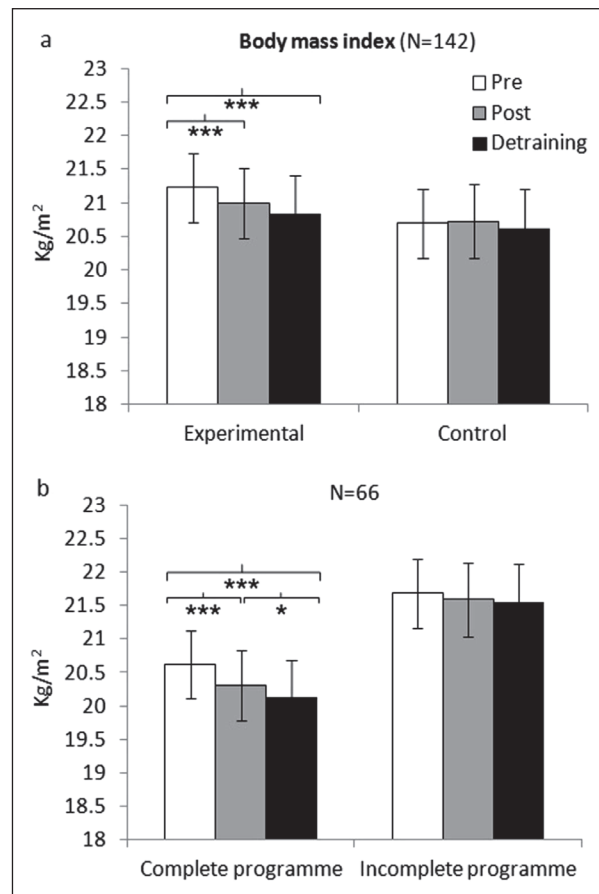 a
Body mass index (N=142)
23
22.5
22
21.5
21
20.5
20
19.5
19
18.5
18
Kg/m²
Pre
Post
Detraining
***
***
Experimental
Control
b
N=66
23
22.5
22
21.5
21
20.5
20
19.5
19
18.5
18
Kg/m²
***
*** *
Complete programme
Incomplete programme